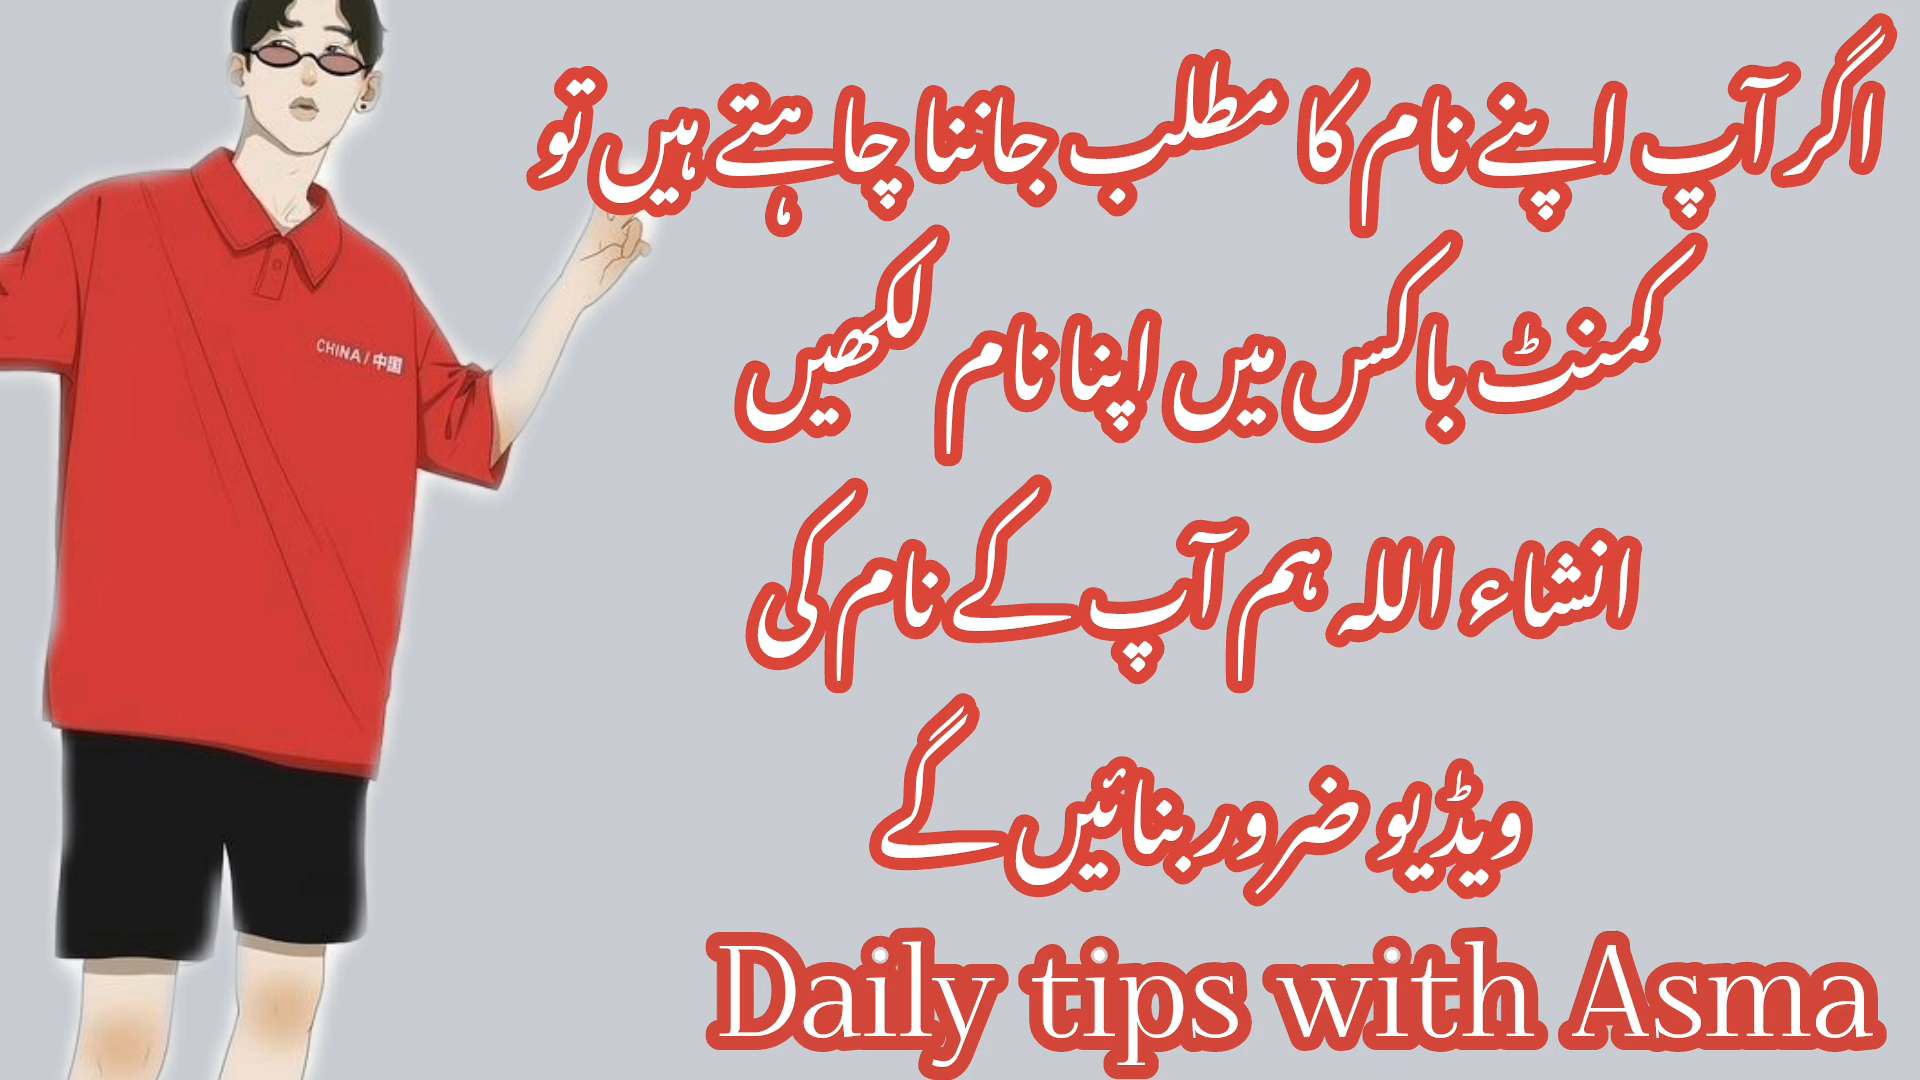 اگر آپ اپنے نام کا مطلب جاننا چاہتے ہیں تو
کمنٹ باکس میں اپنا نام لکھیں
انشاء اللہ ہم آپ کے نام کی
ویڈیو ضرور بنائیں گے
Daily tips with Asma
CHINA / 中国